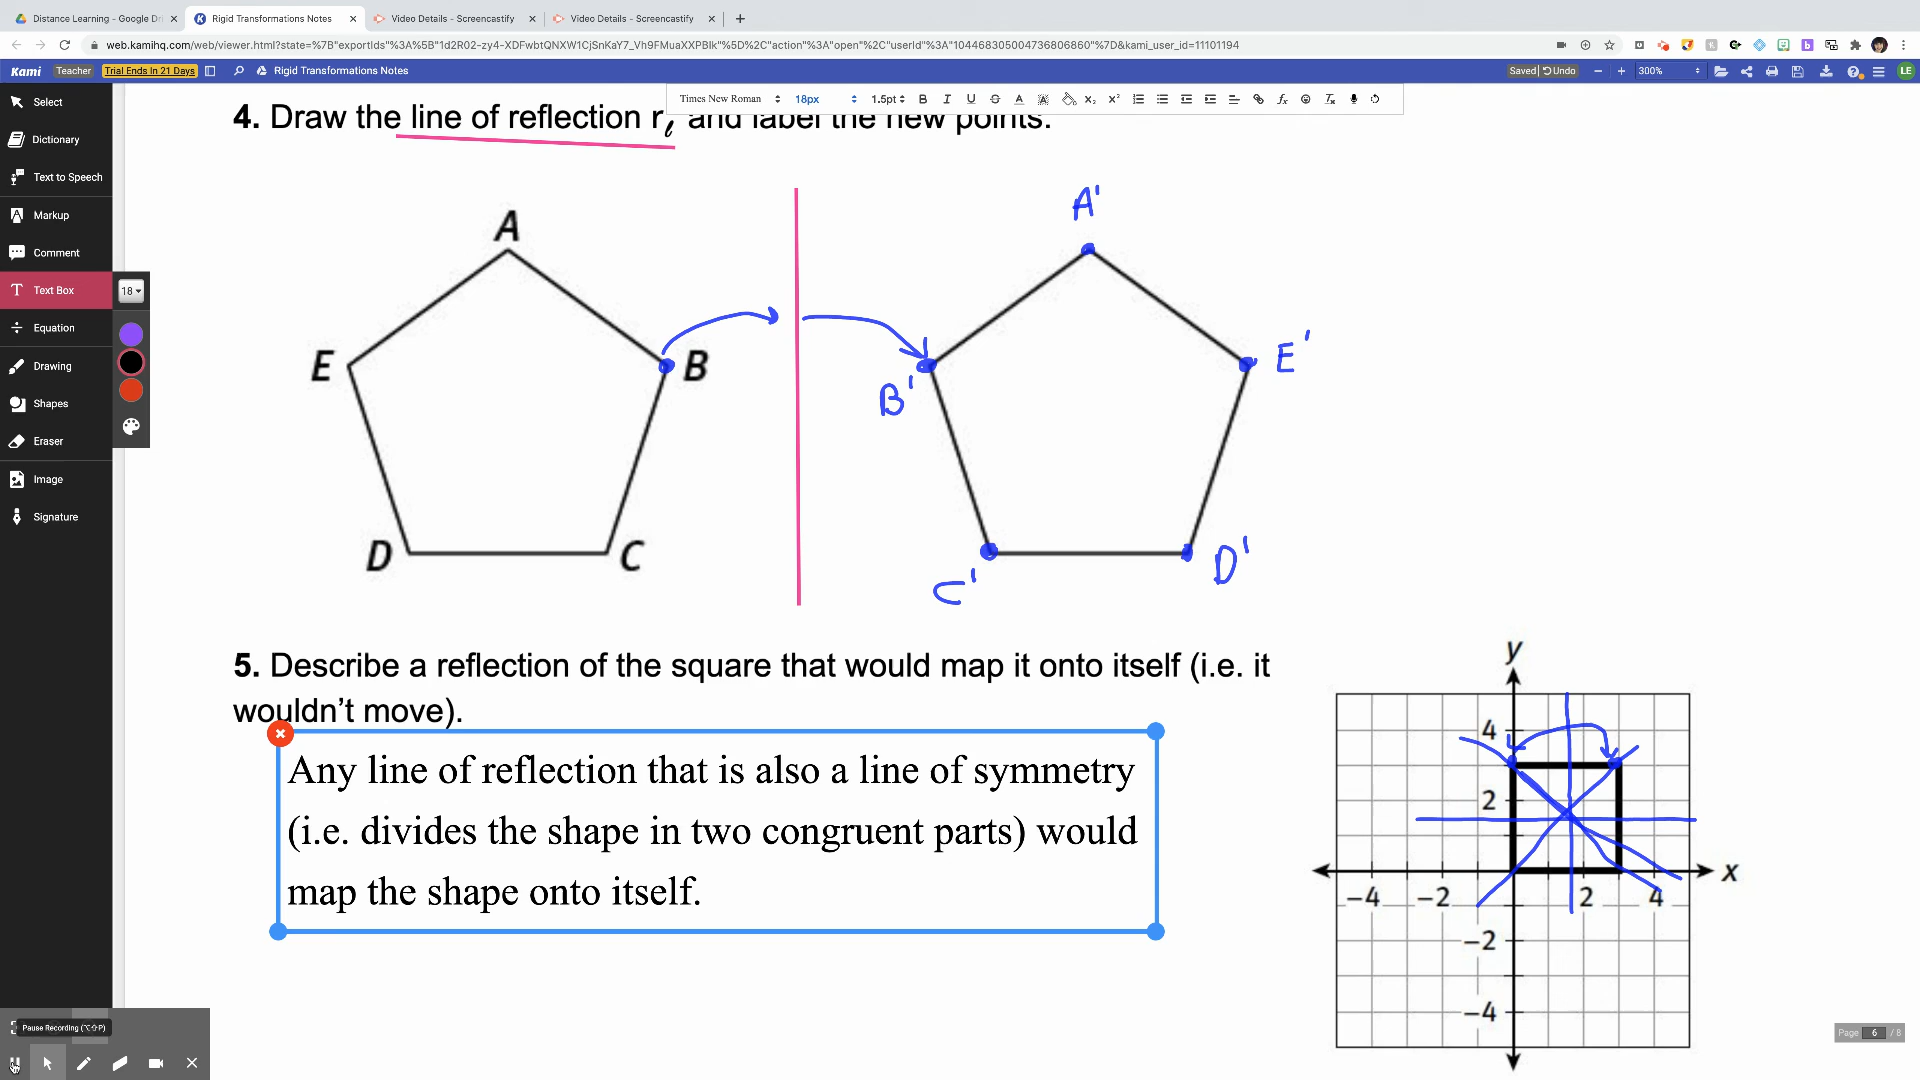 Distance Learning - Google Dri
Rigid Transformations Notes
Video Details - Screencastify
Video Details - Screencastify
web.kamihq.com/web/viewer.html?state=%7B"exportIds"%3A%5B"1d2R02-zy4-XDFwbtQNXW1CjSnKaY7_Vh9FMuaXXPBIk"%5D%2C"action"%3A"open"%2C"userId"%3A"104468305004736806860"%7D&kami_user_id=11101194
Kami Teacher Trial Ends In 21 Days Rigid Transformations Notes Saved Undo 300% LE
Times New Roman 18px 1.5pt B I U S A A X₂ X²
Select
Dictionary
Text to Speech
Markup
Comment
Text Box 18
Equation
Drawing
Shapes
Eraser
Image
Signature
4. Draw the line of reflection rℓ and label the new points.
A A'
E B B' E'
D C C' D'
5. Describe a reflection of the square that would map it onto itself (i.e. it
wouldn't move).
Any line of reflection that is also a line of symmetry
(i.e. divides the shape in two congruent parts) would
map the shape onto itself.
y
4
2
x
−4 −2 2 4
−2
−4
Pause Recording (⌥⇧P)
Page 6 / 8